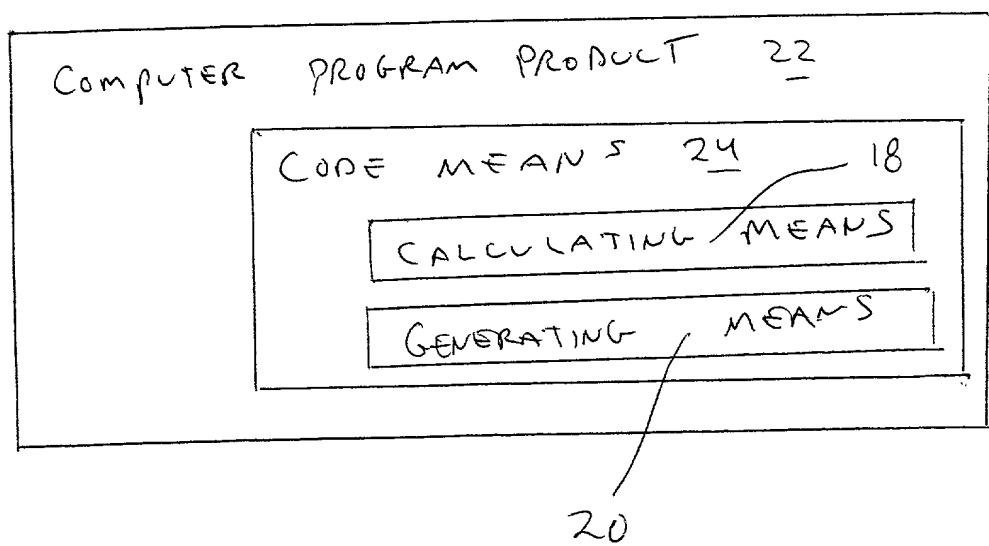 COMPUTER PROGRAM PRODUCT 22
CODE MEANS 24 18
CALCULATING MEANS
GENERATING MEANS
20